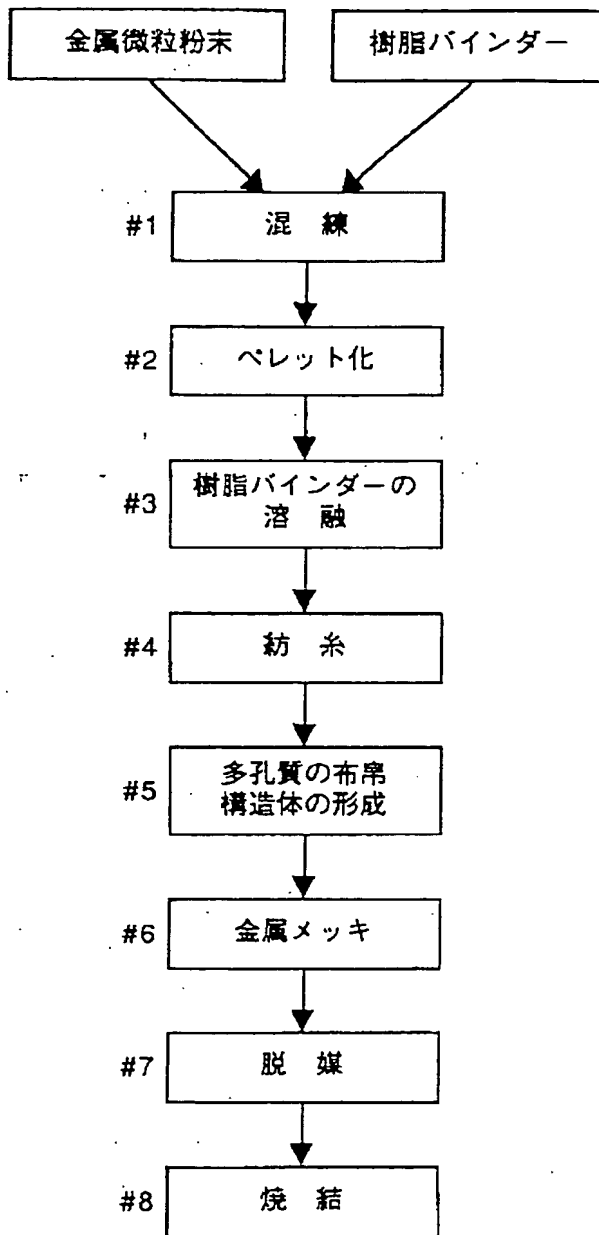 金属微粒粉末
樹脂バインダー
#1 混練
#2 ペレット化
#3 樹脂バインダーの
溶融
#4 紡糸
#5 多孔質の布帛
構造体の形成
#6 金属メッキ
#7 脱媒
#8 焼結